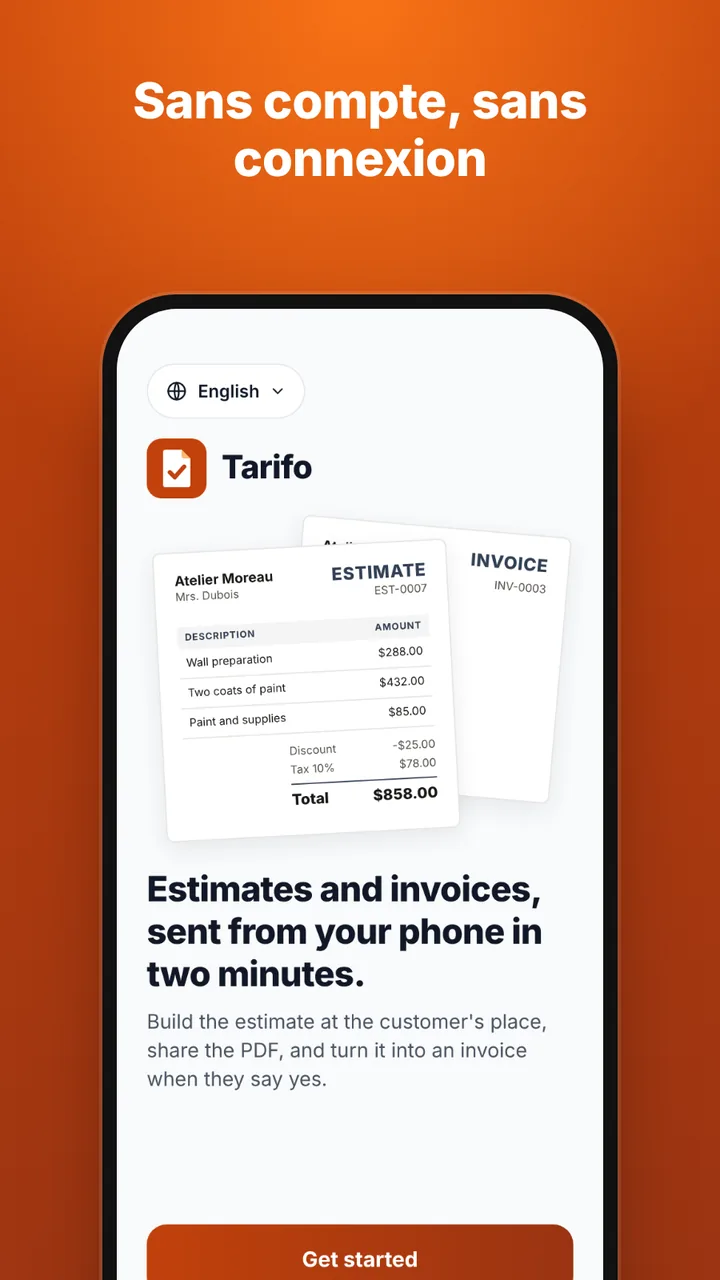 Sans compte, sans
connexion
English
Tarifo
INVOICE
INV-0003
Atelier Moreau
ESTIMATE
Mrs. Dubois
EST-0007
DESCRIPTION AMOUNT
Wall preparation $288.00
Two coats of paint $432.00
Paint and supplies $85.00
Discount -$25.00
Tax 10% $78.00
Total $858.00
Estimates and invoices,
sent from your phone in
two minutes.
Build the estimate at the customer's place,
share the PDF, and turn it into an invoice
when they say yes.
Get started